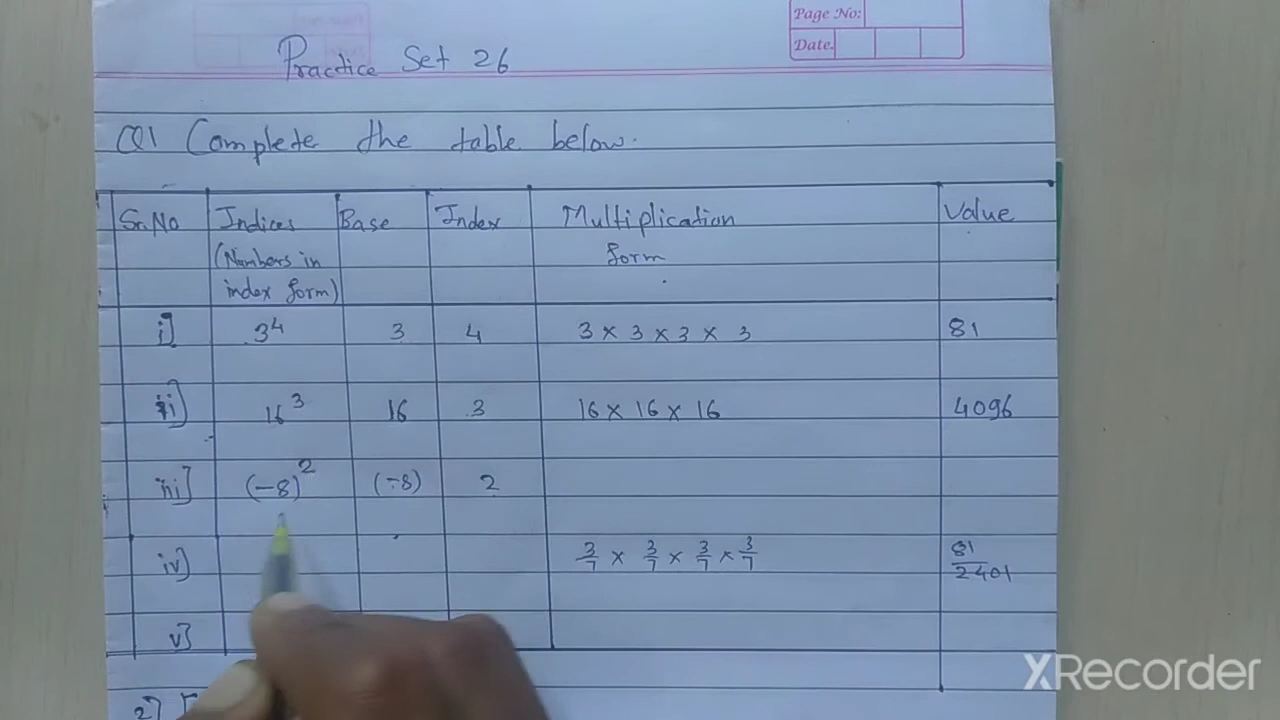 Page No:
Date.
Practice Set 26
Q1 Complete the table below.
Sr.No Indices Base Index Multiplication Value
(Numbers in form
index form)
i] 3⁴ 3 4 3 × 3 × 3 × 3 81
ii] 16³ 16 3 16 × 16 × 16 4096
iii] (-8)² (-8) 2
iv) 3/7 × 3/7 × 3/7 × 3/7 81/2401
v]
2]
XRecorder